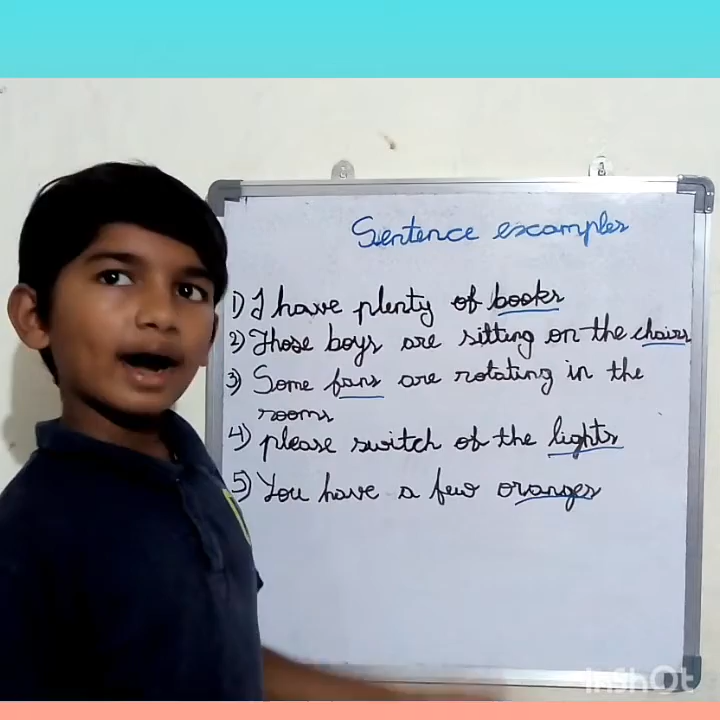 Sentence examples
1) I have plenty of books
2) Those boys are sitting on the chairs
3) Some fans are rotating in the
rooms
4) please switch of the lights
5) You have a few oranges
InShOt